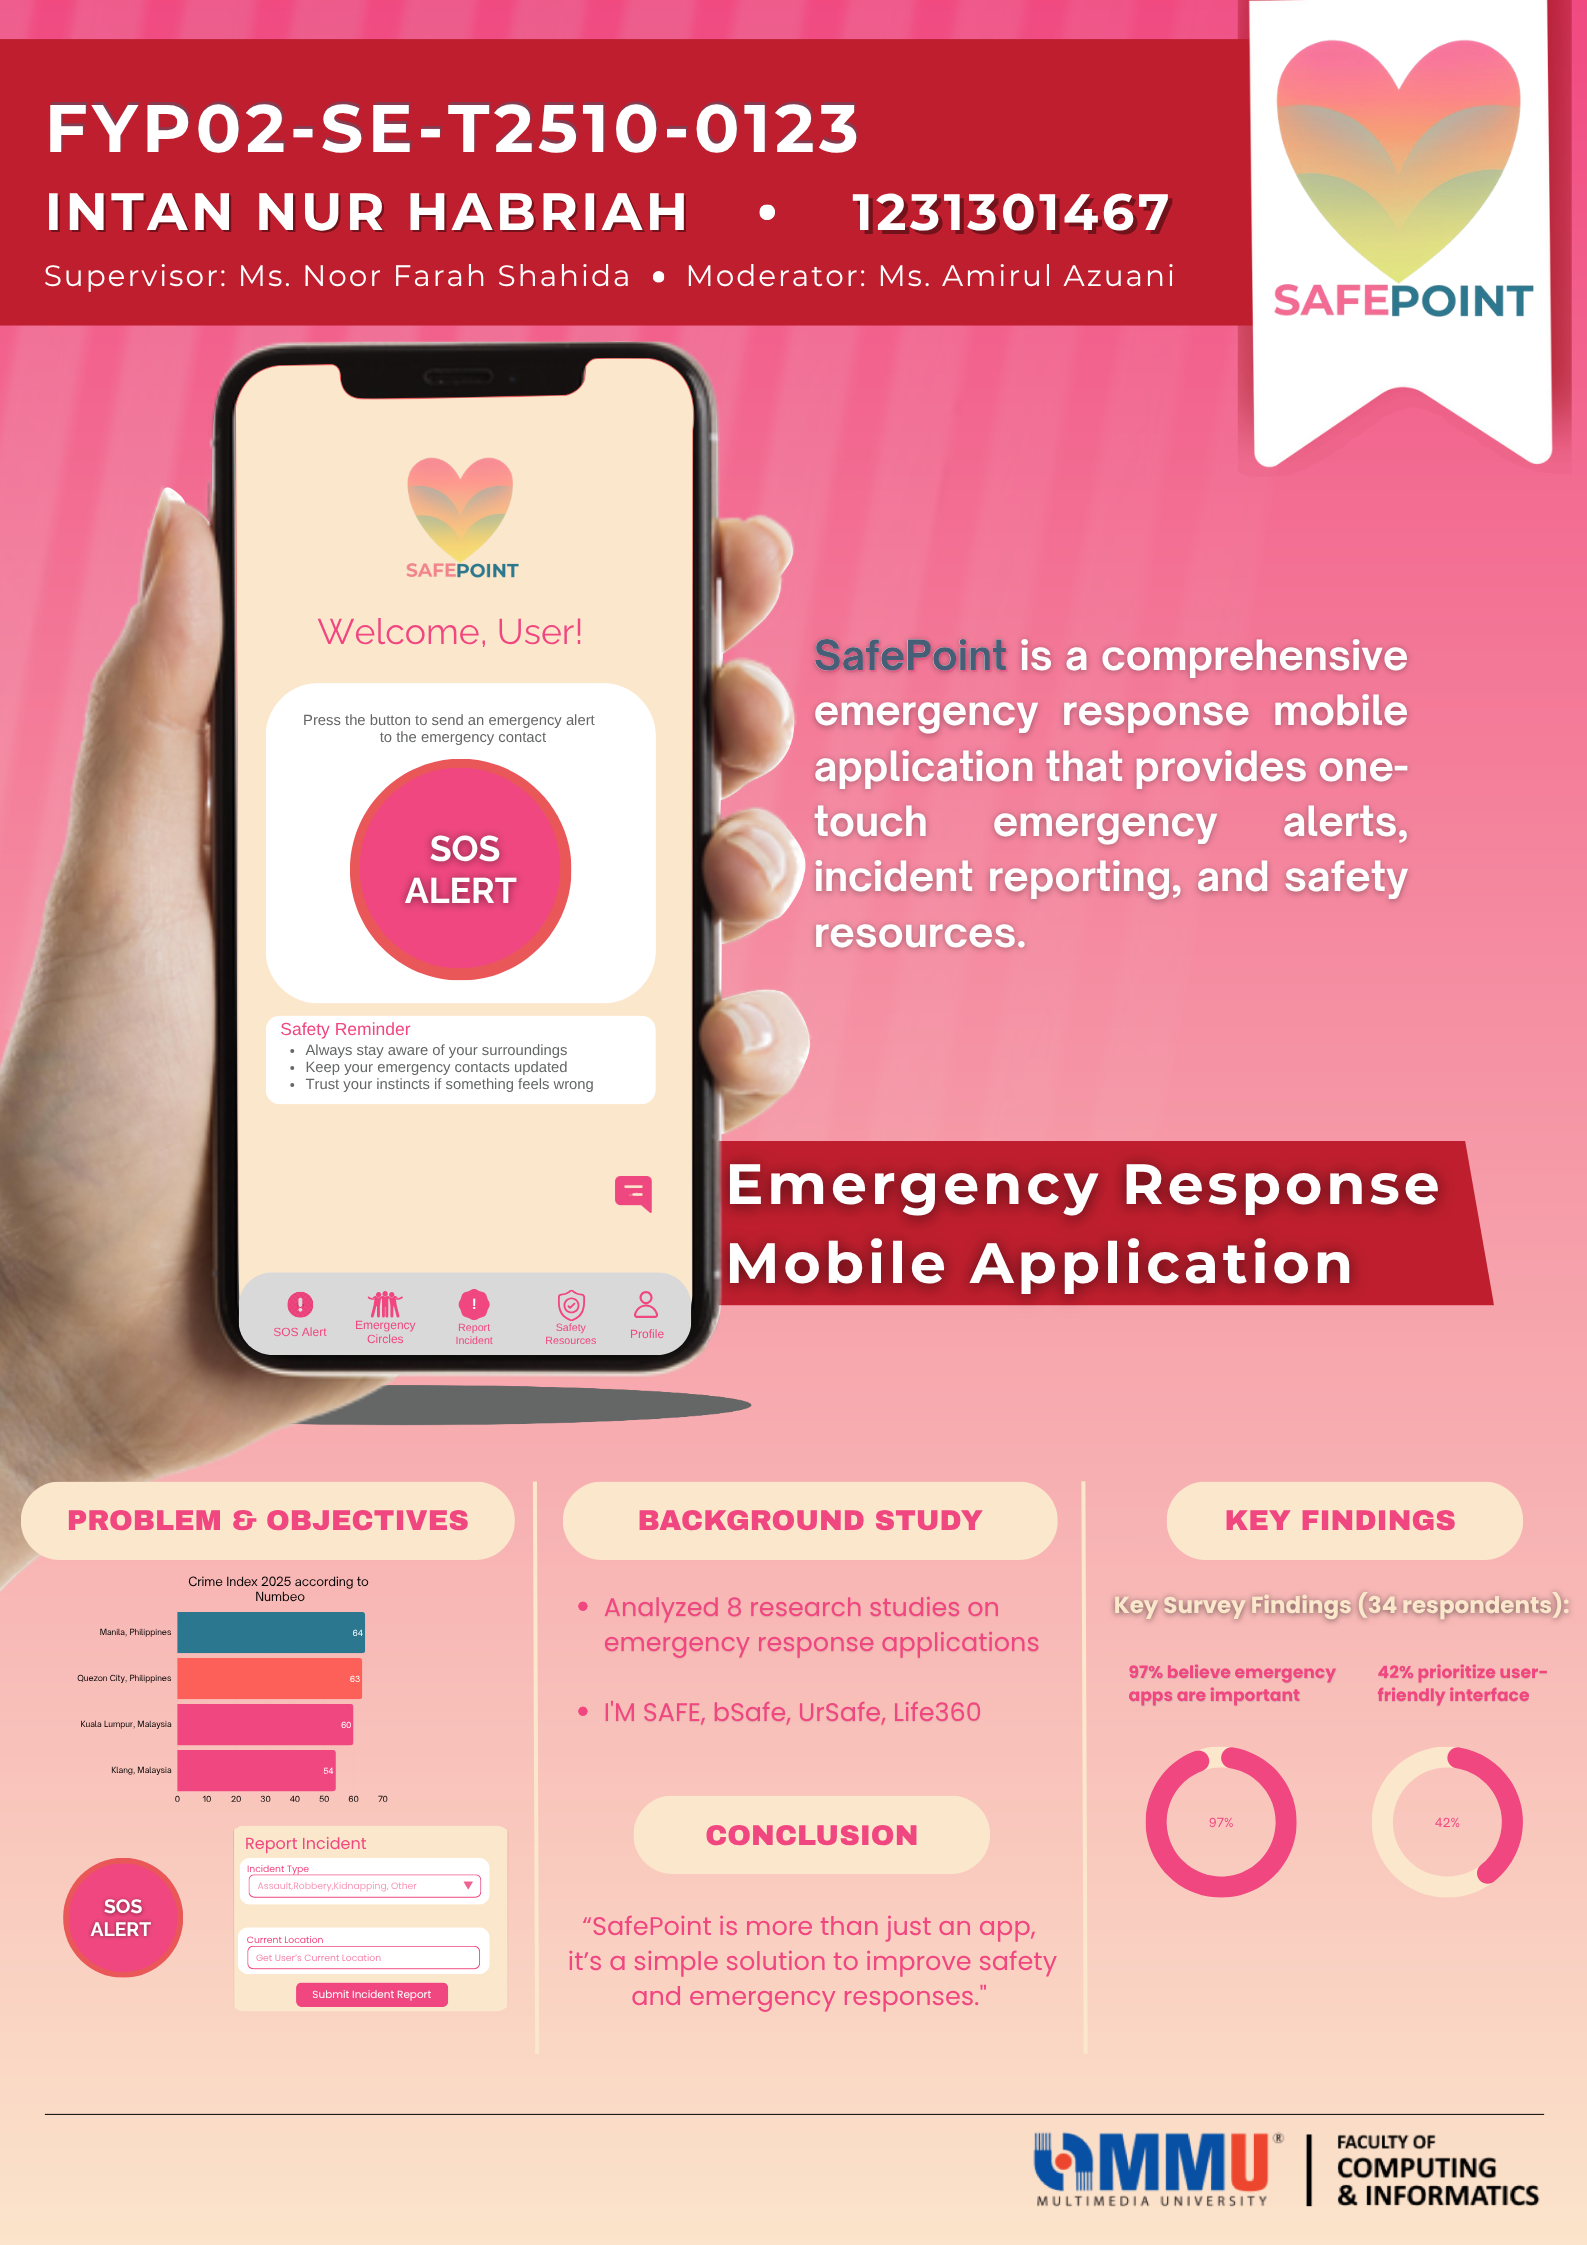 FYP02-SE-T2510-0123
INTAN NUR HABRIAH • 1231301467
Supervisor: Ms. Noor Farah Shahida • Moderator: Ms. Amirul Azuani
SAFEPOINT
SAFEPOINT
Welcome, User!
Press the button to send an emergency alert
to the emergency contact
SOS
ALERT
Safety Reminder
• Always stay aware of your surroundings
• Keep your emergency contacts updated
• Trust your instincts if something feels wrong
SOS Alert
Emergency
Circles
!
Report
Incident
Safety
Resources
Profile
SafePoint is a comprehensive
emergency response mobile
application that provides one-
touch emergency alerts,
incident reporting, and safety
resources.
Emergency Response
Mobile Application
PROBLEM & OBJECTIVES
Crime Index 2025 according to
Numbeo
Manila, Philippines 64
Quezon City, Philippines 63
Kuala Lumpur, Malaysia 60
Klang, Malaysia 54
0 10 20 30 40 50 60 70
SOS
ALERT
Report Incident
Incident Type
Assault,Robbery,Kidnapping, Other
Current Location
Get User's Current Location
Submit Incident Report
BACKGROUND STUDY
• Analyzed 8 research studies on
emergency response applications
• I'M SAFE, bSafe, UrSafe, Life360
CONCLUSION
“SafePoint is more than just an app,
it’s a simple solution to improve safety
and emergency responses."
KEY FINDINGS
Key Survey Findings (34 respondents):
97% believe emergency
apps are important
97%
42% prioritize user-
friendly interface
42%
MMU®
MULTIMEDIA UNIVERSITY
FACULTY OF
COMPUTING
& INFORMATICS